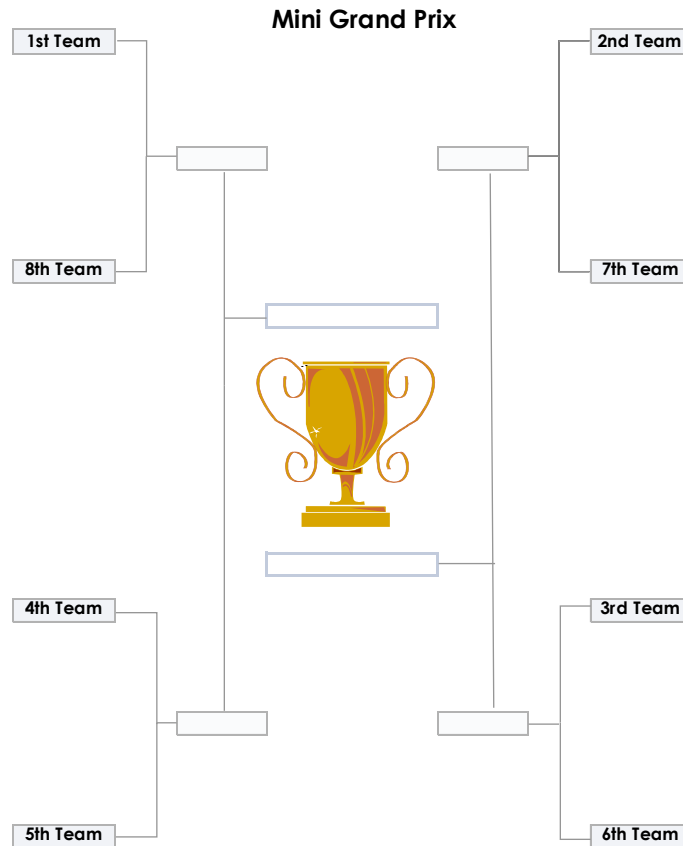 Mini Grand Prix
1st Team
2nd Team
8th Team
7th Team
4th Team
3rd Team
5th Team
6th Team